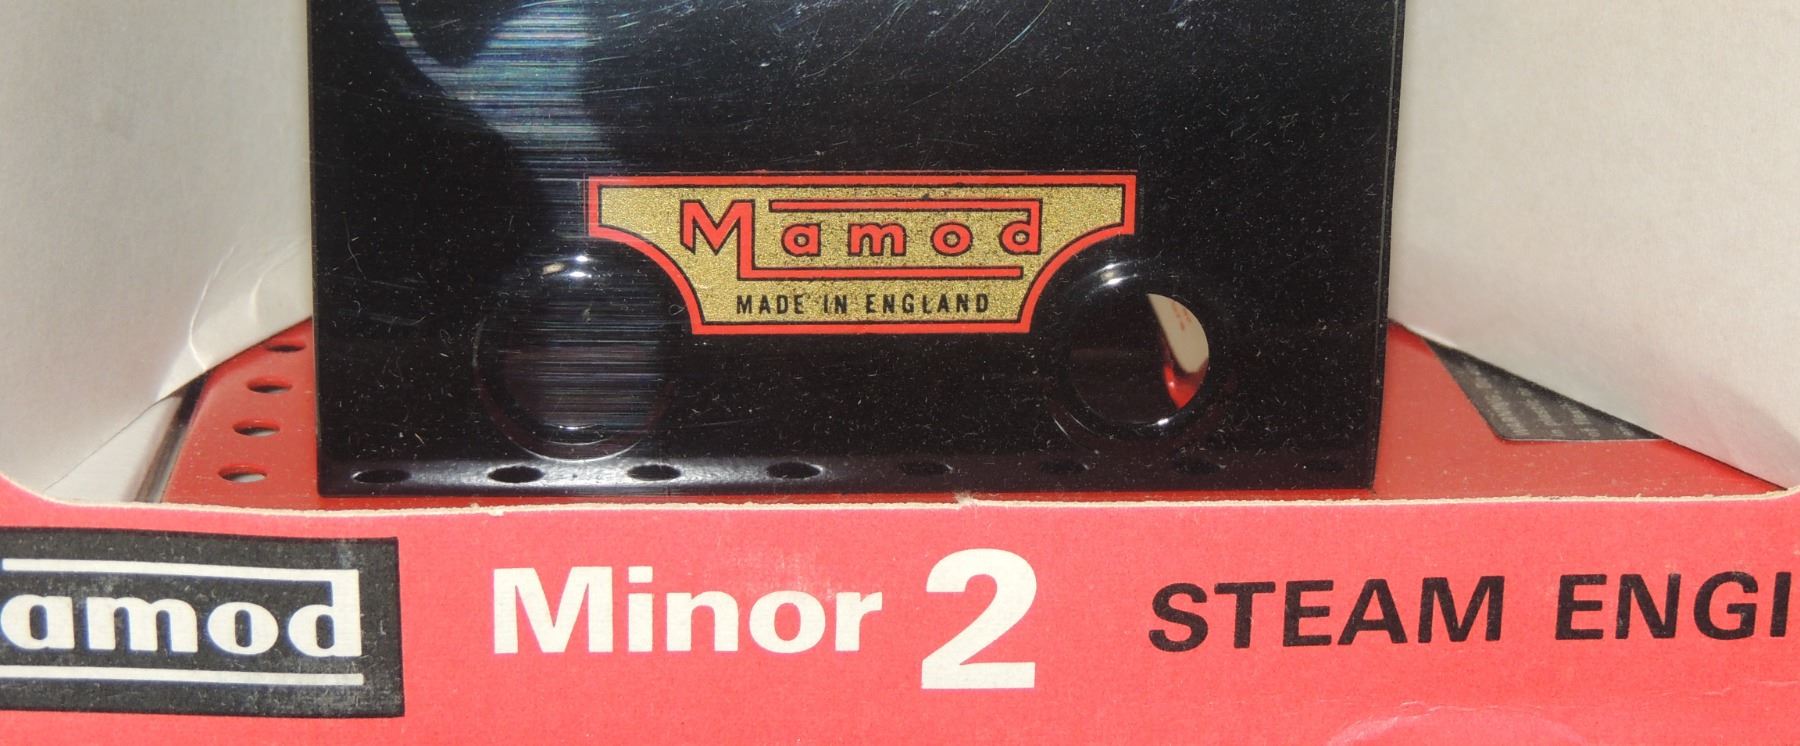 Mamod
MADE IN ENGLAND
amod Minor 2 STEAM ENGI